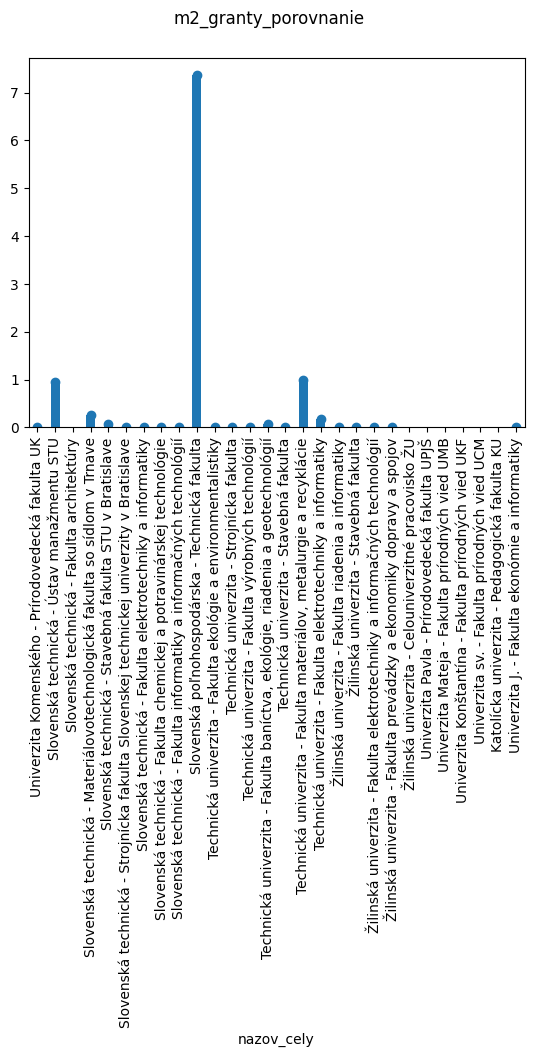 m2_granty_porovnanie
7
6
5
4
3
2
1
0
Univerzita Komenského - Prírodovedecká fakulta UK
Slovenská technická - Ústav manažmentu STU
Slovenská technická - Fakulta architektúry
Slovenská technická - Materiálovotechnologická fakulta so sídlom v Trnave
Slovenská technická - Stavebná fakulta STU v Bratislave
Slovenská technická - Strojnícka fakulta Slovenskej technickej univerzity v Bratislave
Slovenská technická - Fakulta elektrotechniky a informatiky
Slovenská technická - Fakulta chemickej a potravinárskej technológie
Slovenská technická - Fakulta informatiky a informačných technológií
Slovenská poľnohospodárska - Technická fakulta
Technická univerzita - Fakulta ekológie a environmentalistiky
Technická univerzita - Strojnícka fakulta
Technická univerzita - Fakulta výrobných technológií
Technická univerzita - Fakulta baníctva, ekológie, riadenia a geotechnológií
Technická univerzita - Stavebná fakulta
Technická univerzita - Fakulta materiálov, metalurgie a recyklácie
Technická univerzita - Fakulta elektrotechniky a informatiky
Žilinská univerzita - Fakulta riadenia a informatiky
Žilinská univerzita - Stavebná fakulta
Žilinská univerzita - Fakulta elektrotechniky a informačných technológií
Žilinská univerzita - Fakulta prevádzky a ekonomiky dopravy a spojov
Žilinská univerzita - Celouniverzitné pracovisko ŽU
Univerzita Pavla - Prírodovedecká fakulta UPJŠ
Univerzita Mateja - Fakulta prírodných vied UMB
Univerzita Konštantína - Fakulta prírodných vied UKF
Univerzita sv. - Fakulta prírodných vied UCM
Katolícka univerzita - Pedagogická fakulta KU
Univerzita J. - Fakulta ekonómie a informatiky
nazov_cely